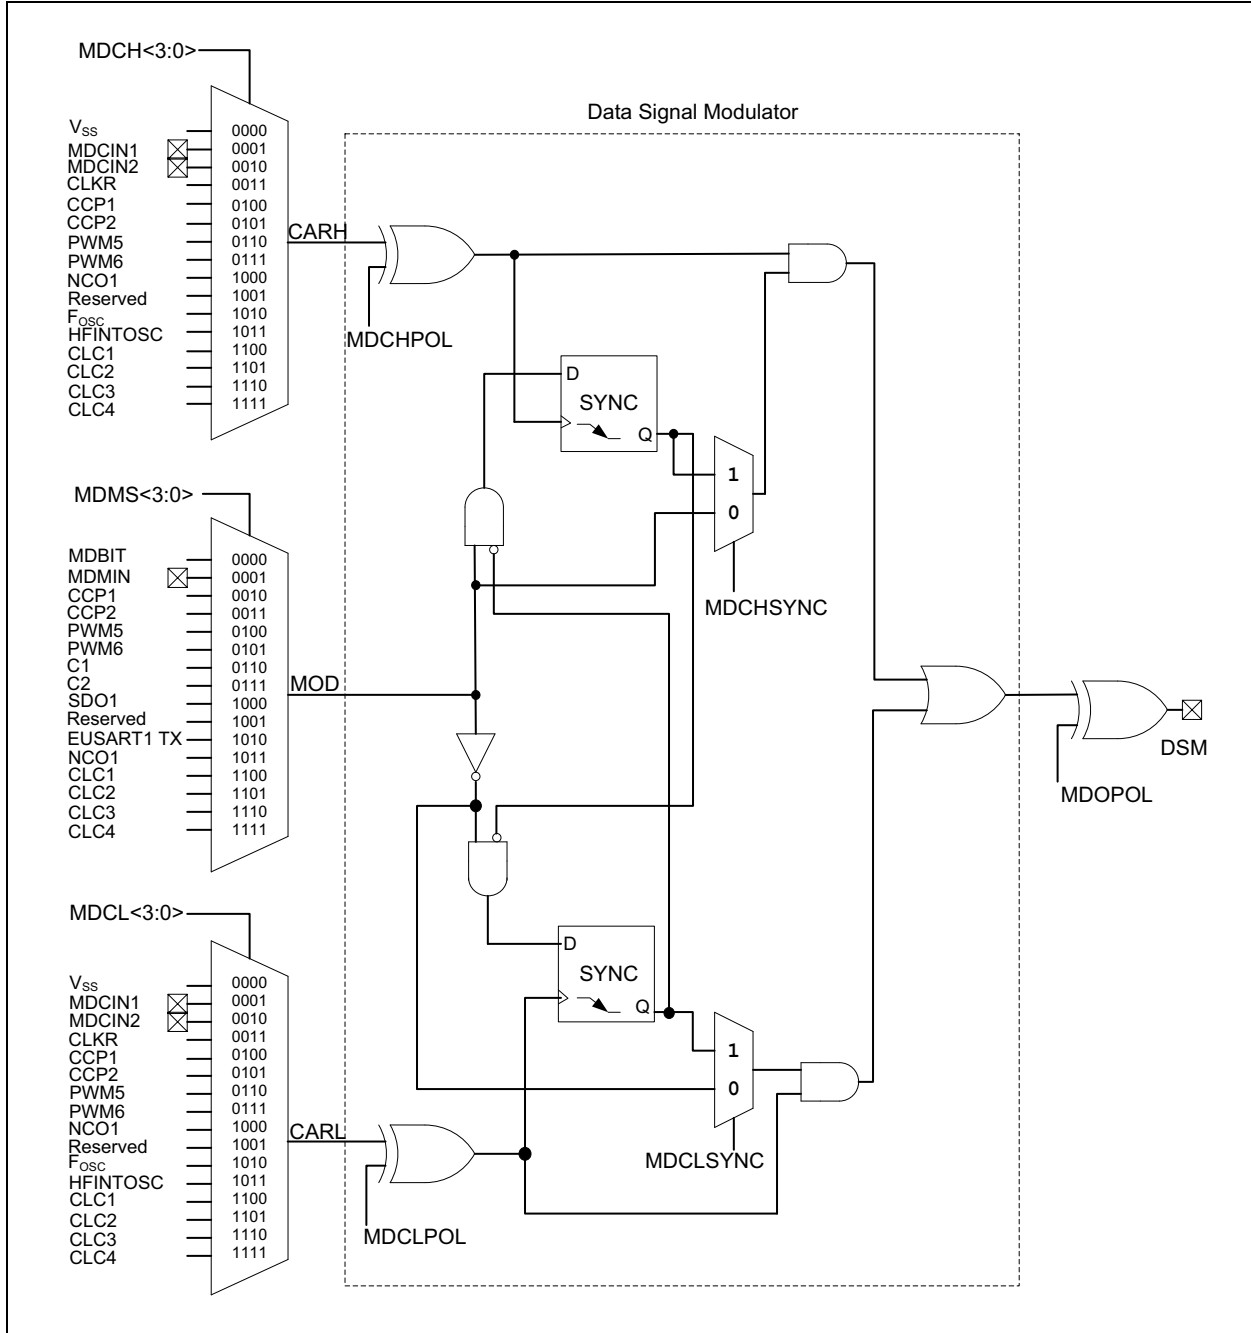 MDCH<3:0>
Data Signal Modulator
VSS 0000
MDCIN1 0001
MDCIN2 0010
CLKR 0011
CCP1 0100
CCP2 0101
PWM5 0110
PWM6 0111
NCO1 1000
Reserved 1001
FOSC 1010
HFINTOSC 1011
CLC1 1100
CLC2 1101
CLC3 1110
CLC4 1111
CARH
MDCHPOL
D
SYNC
Q
1
0
MDCHSYNC
MDMS<3:0>
MDBIT 0000
MDMIN 0001
CCP1 0010
CCP2 0011
PWM5 0100
PWM6 0101
C1 0110
C2 0111
SDO1 1000
Reserved 1001
EUSART1 TX 1010
NCO1 1011
CLC1 1100
CLC2 1101
CLC3 1110
CLC4 1111
MOD
DSM
MDOPOL
MDCL<3:0>
VSS 0000
MDCIN1 0001
MDCIN2 0010
CLKR 0011
CCP1 0100
CCP2 0101
PWM5 0110
PWM6 0111
NCO1 1000
Reserved 1001
FOSC 1010
HFINTOSC 1011
CLC1 1100
CLC2 1101
CLC3 1110
CLC4 1111
CARL
MDCLPOL
D
SYNC
Q
1
0
MDCLSYNC